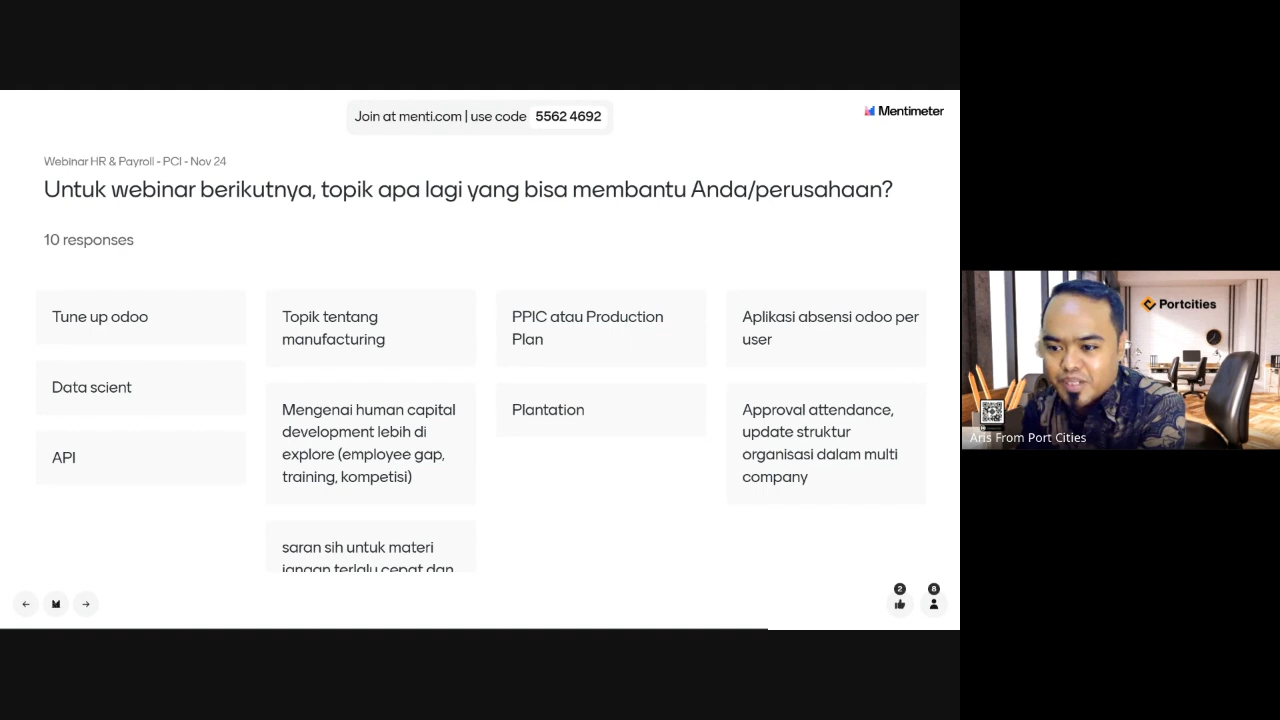 Join at menti.com | use code 5562 4692
Mentimeter
Webinar HR & Payroll - PCI - Nov 24
Untuk webinar berikutnya, topik apa lagi yang bisa membantu Anda/perusahaan?
10 responses
Tune up odoo
Data scient
API
Topik tentang
manufacturing
Mengenai human capital
development lebih di
explore (employee gap,
training, kompetisi)
saran sih untuk materi
jangan terlalu cepat dan
PPIC atau Production
Plan
Plantation
Aplikasi absensi odoo per
user
Approval attendance,
update struktur
organisasi dalam multi
company
2
8
Portcities
Aris From Port Cities